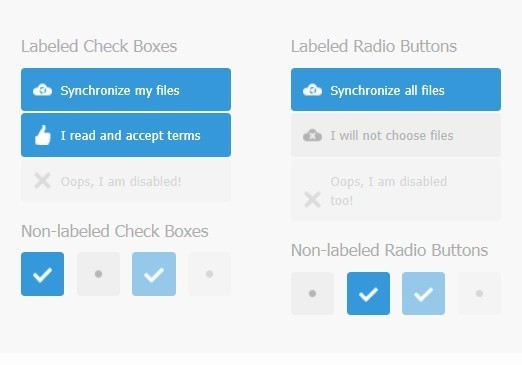 Labeled Check Boxes
Synchronize my files
I read and accept terms
Oops, I am disabled!
Non-labeled Check Boxes
Labeled Radio Buttons
Synchronize all files
I will not choose files
Oops, I am disabled
too!
Non-labeled Radio Buttons